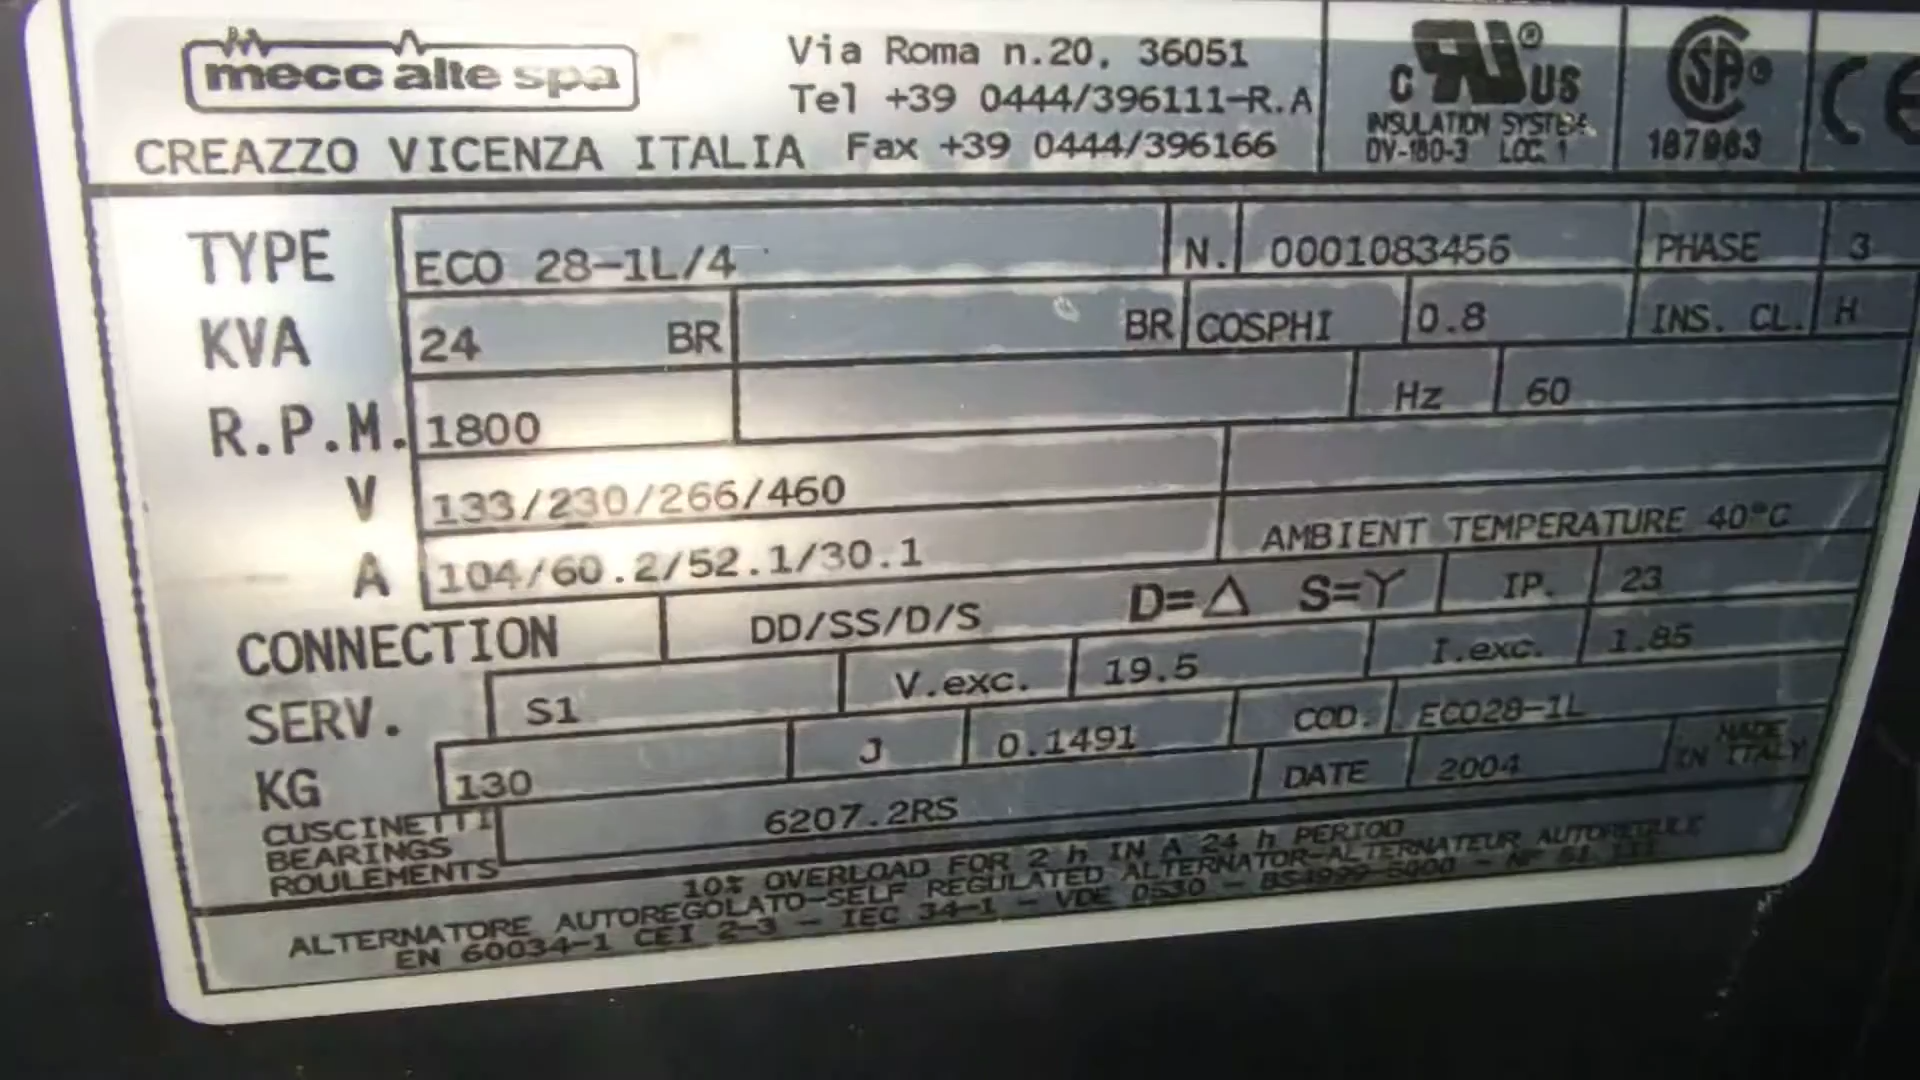 mecc alte spa
Via Roma n.20, 36051
Tel +39 0444/396111-R.A
CREAZZO VICENZA ITALIA Fax +39 0444/396166
C RU ® US
INSULATION SYSTEM
DV-180-3 LOC. 1
SA ®
187983
CE
TYPE ECO 28-1L/4 N. 0001083456 PHASE 3
KVA 24 BR BR COSPHI 0.8 INS. CL. H
R.P.M. 1800 Hz 60
V 133/230/266/460
A 104/60.2/52.1/30.1 AMBIENT TEMPERATURE 40°C
CONNECTION DD/SS/D/S D=△ S=Y IP. 23
SERV. S1 V.exc. 19.5 I.exc. 1.85
KG 130 J 0.1491 COD. ECO28-1L
CUSCINETTI
BEARINGS
ROULEMENTS
6207.2RS DATE 2004 MADE
IN ITALY
10% OVERLOAD FOR 2 h IN A 24 h PERIOD
ALTERNATORE AUTOREGOLATO-SELF REGULATED ALTERNATOR-ALTERNATEUR AUTOREGULE
EN 60034-1 CEI 2-3 - IEC 34-1 - VDE 0530 - BS4999-5000 - NF 51.111